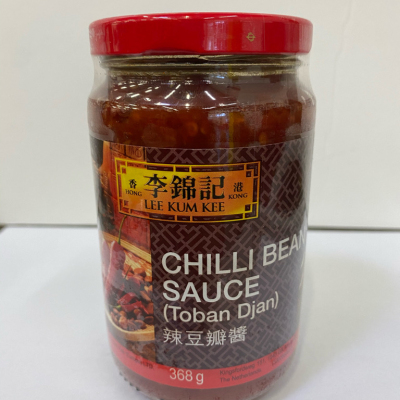 香 李錦記 港
HONG KONG
LEE KUM KEE
CHILLI BEAN
SAUCE
(Toban Djan)
辣豆瓣醬
368 g